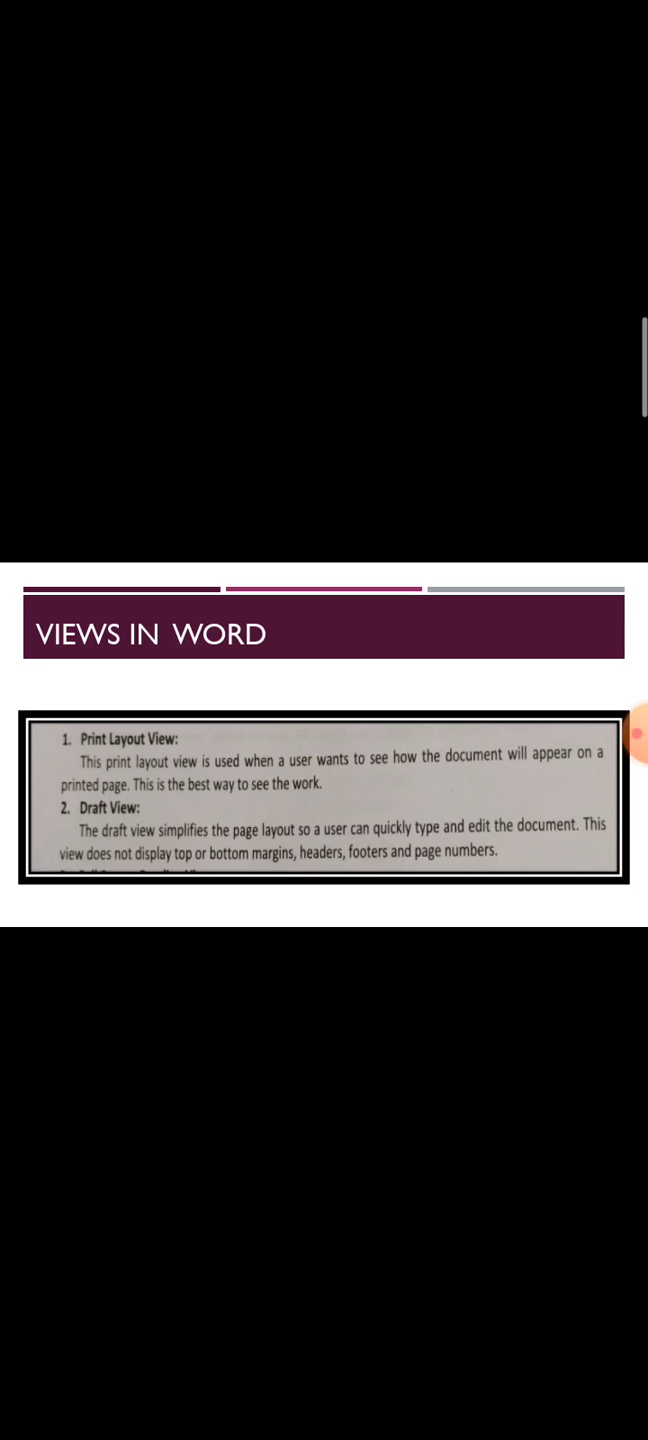 VIEWS IN WORD
1. Print Layout View:
This print layout view is used when a user wants to see how the document will appear on a
printed page. This is the best way to see the work.
2. Draft View:
The draft view simplifies the page layout so a user can quickly type and edit the document. This
view does not display top or bottom margins, headers, footers and page numbers.